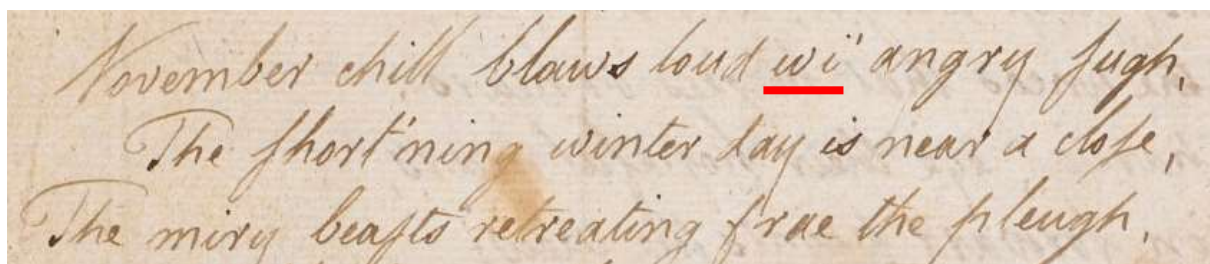 November chill blaws loud wi' angry ſugh,
The ſhort'ning winter day is near a cloſe,
The miry beaſts retreating frae the pleugh,